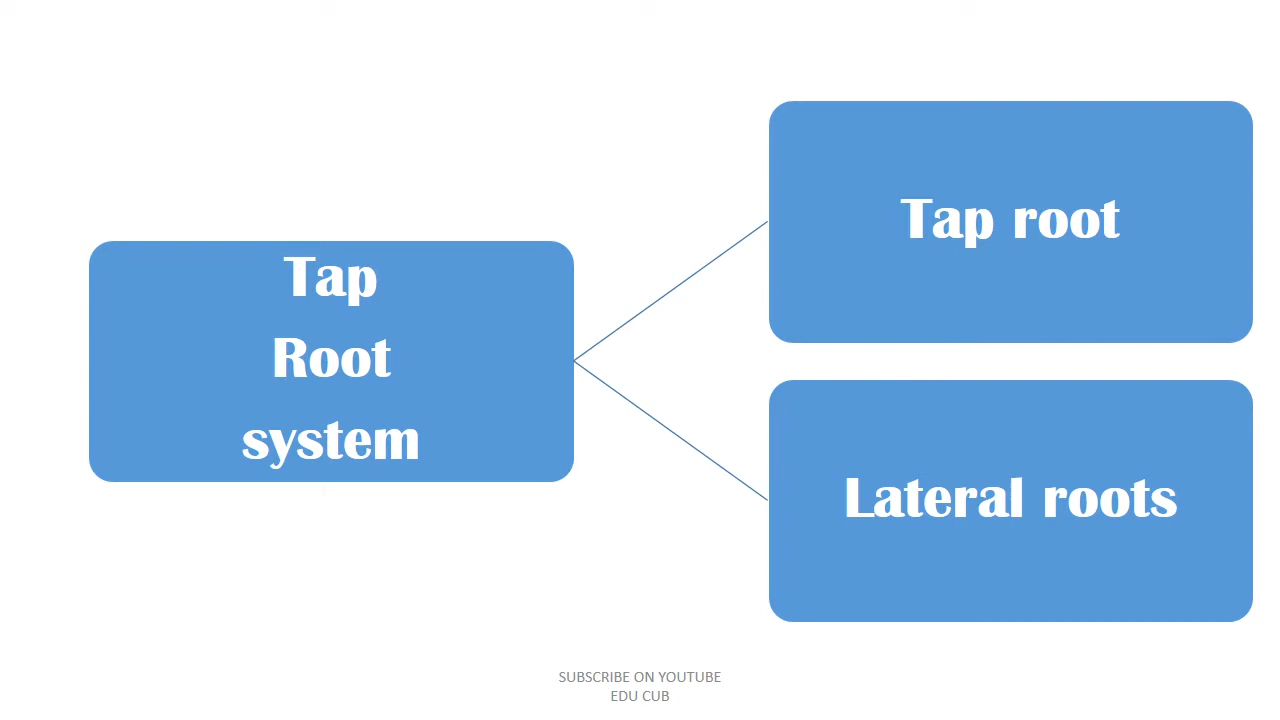 Tap
Root
system
Tap root
Lateral roots
SUBSCRIBE ON YOUTUBE
EDU CUB